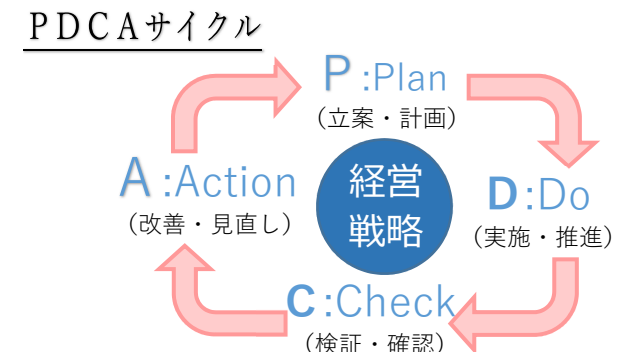 PDCAサイクル
P:Plan
（立案・計画）
A:Action
（改善・見直し）
経営
戦略
D:Do
（実施・推進）
C:Check
（検証・確認）